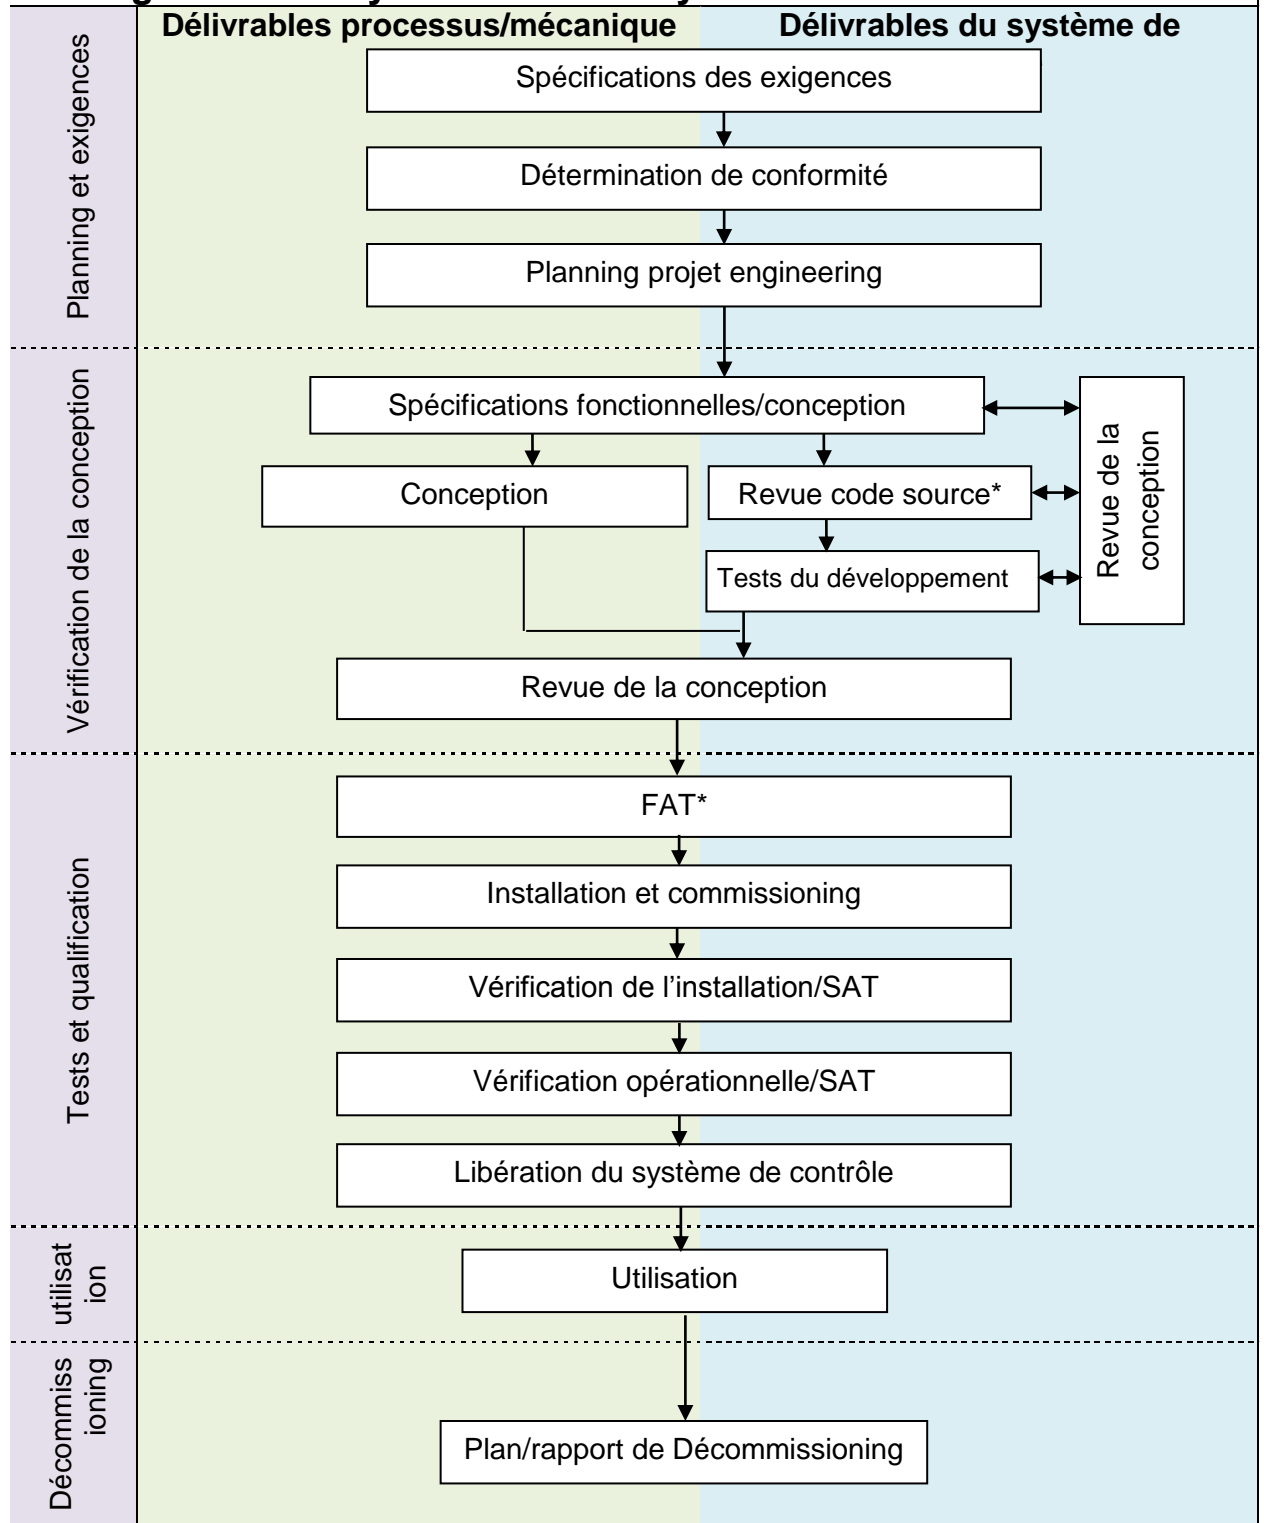 Délivrables processus/mécanique
Délivrables du système de
Planning et exigences
Spécifications des exigences
Détermination de conformité
Planning projet engineering
Vérification de la conception
Spécifications fonctionnelles/conception
Conception
Revue code source*
Tests du développement
Revue de la
conception
Revue de la conception
Tests et qualification
FAT*
Installation et commissioning
Vérification de l’installation/SAT
Vérification opérationnelle/SAT
Libération du système de contrôle
utilisat
ion
Utilisation
Décommiss
ioning
Plan/rapport de Décommissioning